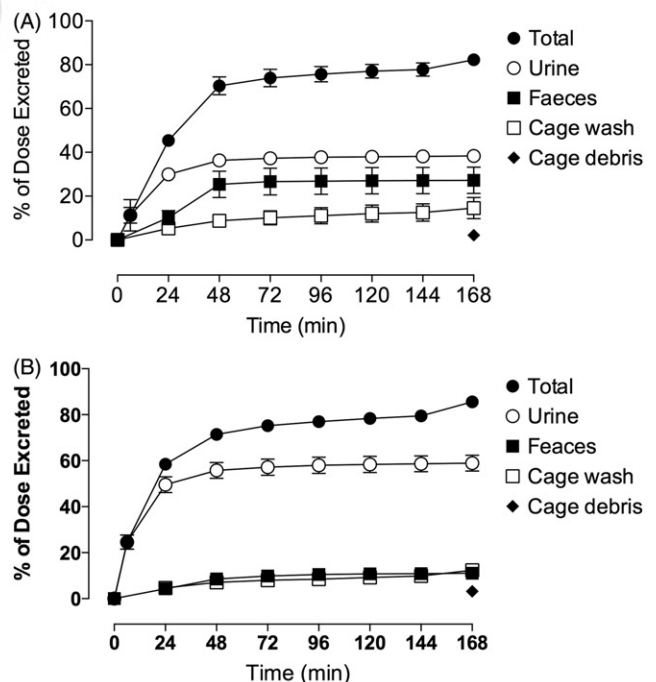 (A)
100
80
60
40
20
0
% of Dose Excreted
0 24 48 72 96 120 144 168
Time (min)
Total
Urine
Faeces
Cage wash
Cage debris
(B)
100
80
60
40
20
0
% of Dose Excreted
0 24 48 72 96 120 144 168
Time (min)
Total
Urine
Feaces
Cage wash
Cage debris